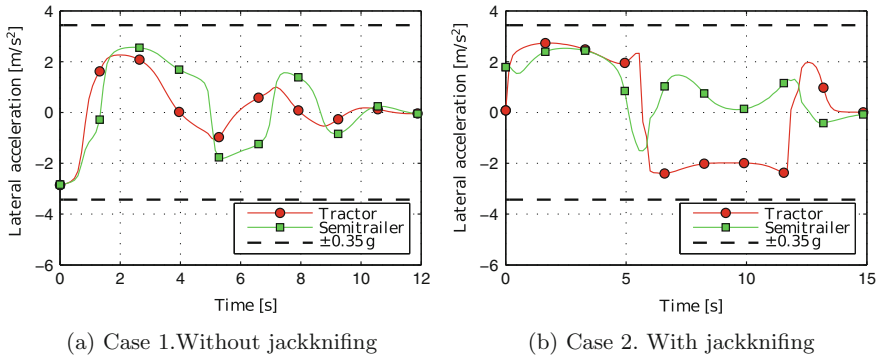 4
2
0
−2
−4
−6
0 2 4 6 8 10 12
Lateral acceleration [m/s²]
Time [s]
Tractor
Semitrailer
±0.35g
(a) Case 1.Without jackknifing
4
2
0
−2
−4
−6
0 5 10 15
Lateral acceleration [m/s²]
Time [s]
Tractor
Semitrailer
±0.35g
(b) Case 2. With jackknifing